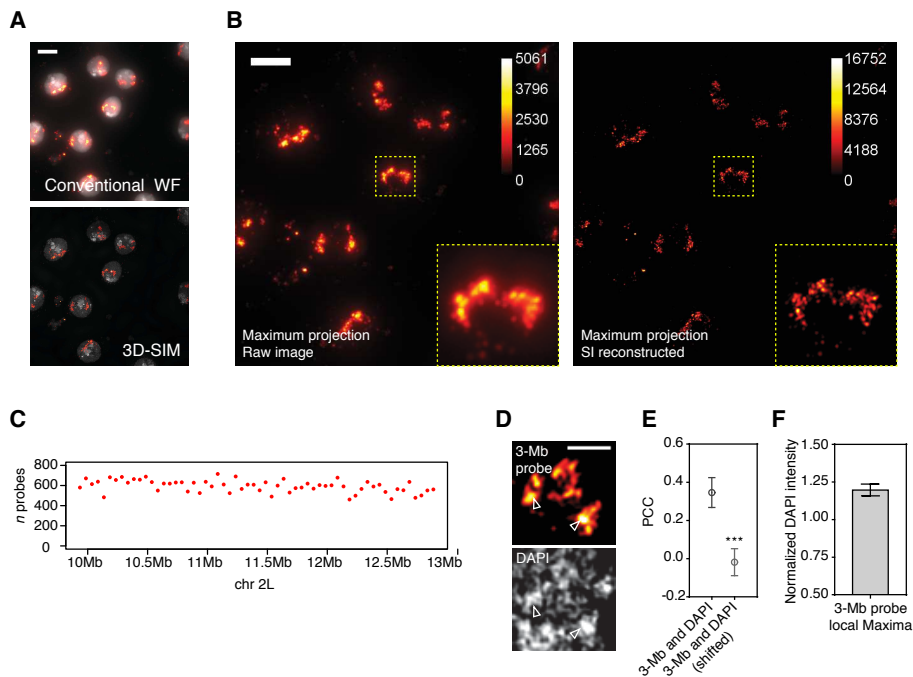 A
Conventional WF
3D-SIM
B
5061
3796
2530
1265
0
Maximum projection
Raw image
16752
12564
8376
4188
0
Maximum projection
SI reconstructed
C
n probes
800
600
400
200
0
10Mb 10.5Mb 11Mb 11.5Mb 12Mb 12.5Mb 13Mb
chr 2L
D
3-Mb
probe
DAPI
E
PCC
0.6
0.4
0.2
0.0
-0.2
***
3-Mb and DAPI
3-Mb and DAPI
(shifted)
F
Normalized DAPI intensity
1.50
1.25
1.00
0.75
0.50
3-Mb probe
local Maxima